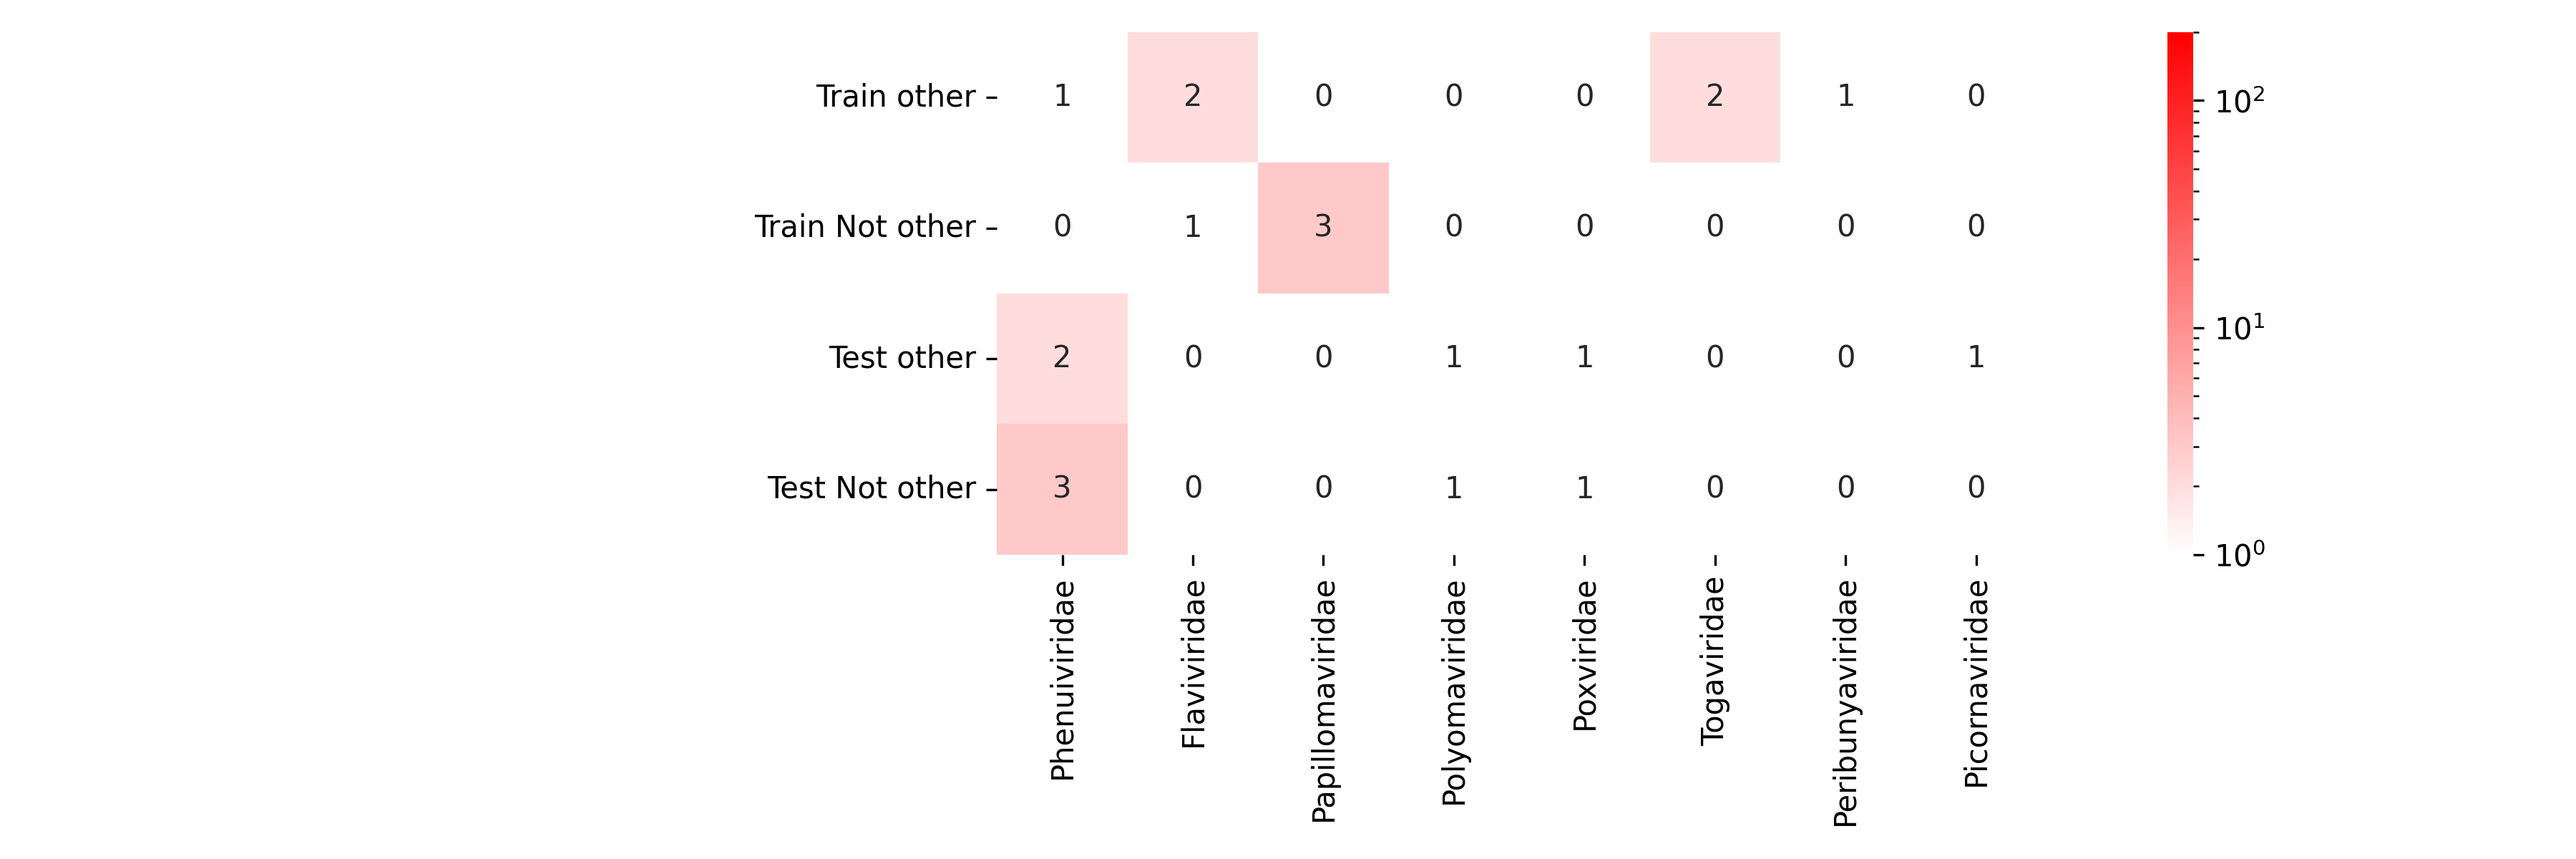 Train other 1 2 0 0 0 2 1 0
Train Not other 0 1 3 0 0 0 0 0
Test other 2 0 0 1 1 0 0 1
Test Not other 3 0 0 1 1 0 0 0
Phenuiviridae
Flaviviridae
Papillomaviridae
Polyomaviridae
Poxviridae
Togaviridae
Peribunyaviridae
Picornaviridae
10²
10¹
10⁰